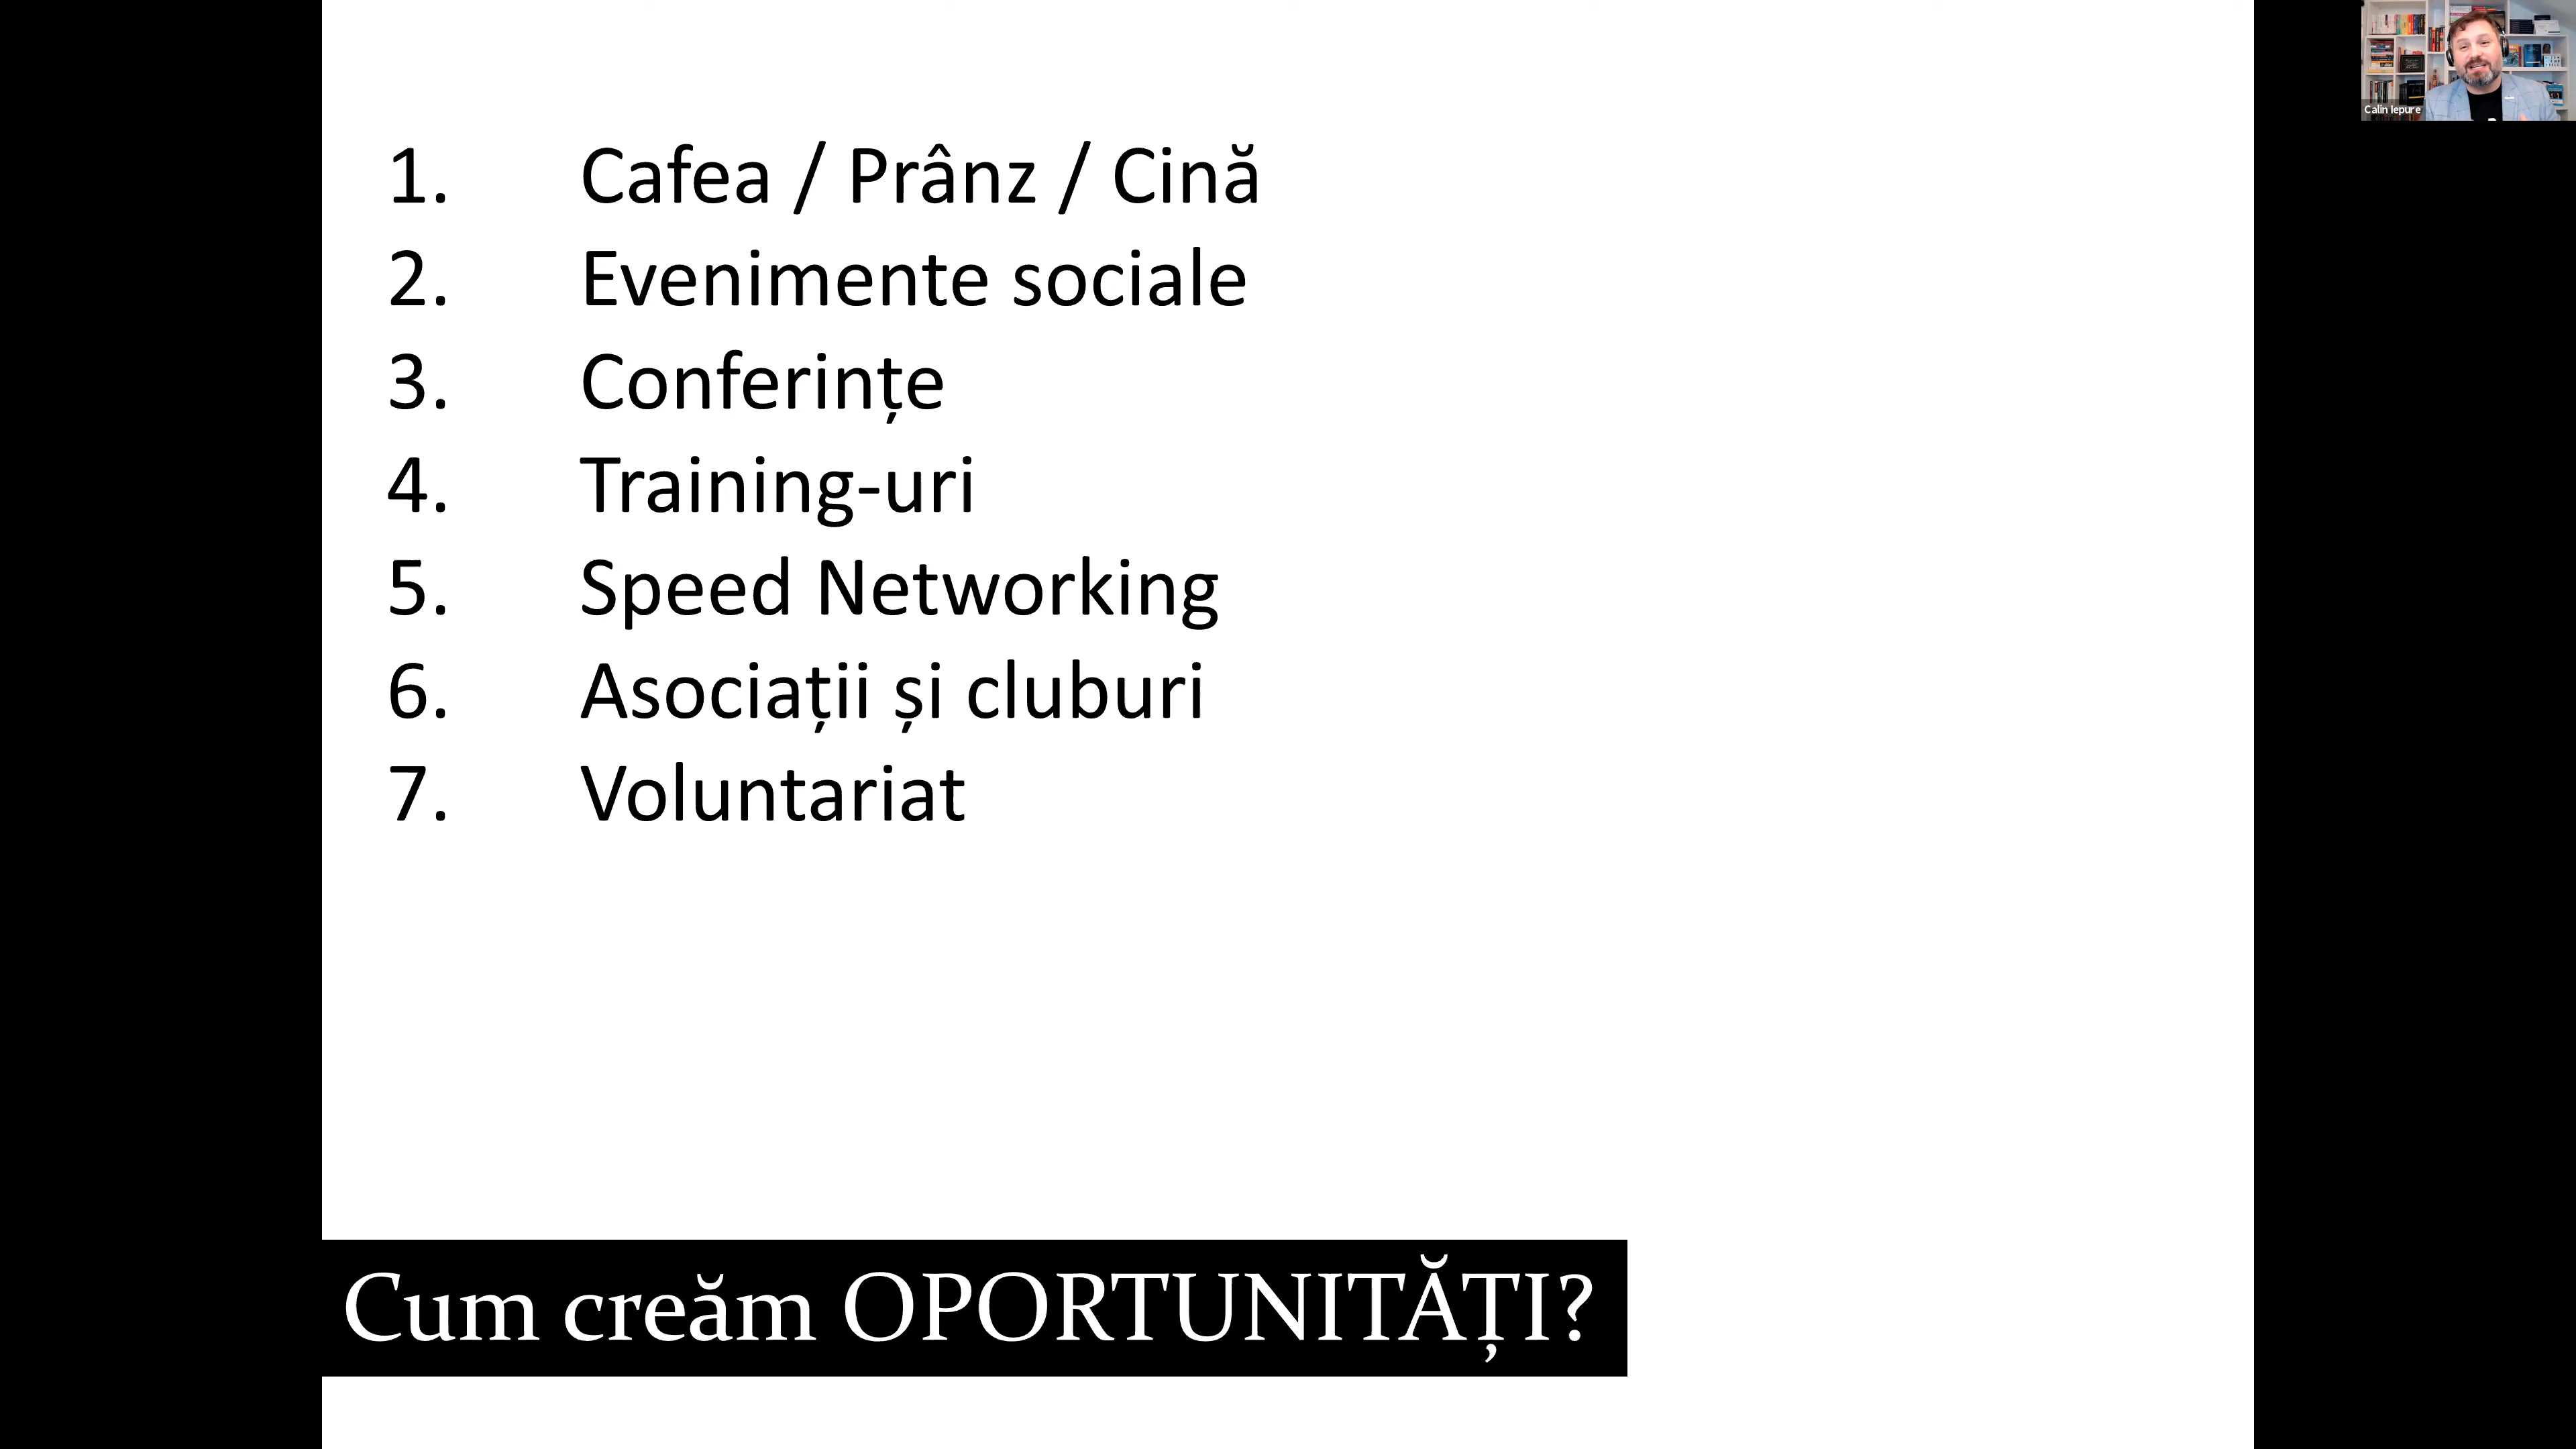 1. Cafea / Prânz / Cină
2. Evenimente sociale
3. Conferințe
4. Training-uri
5. Speed Networking
6. Asociații și cluburi
7. Voluntariat
Cum creăm OPORTUNITĂȚI?
Calin Iepure